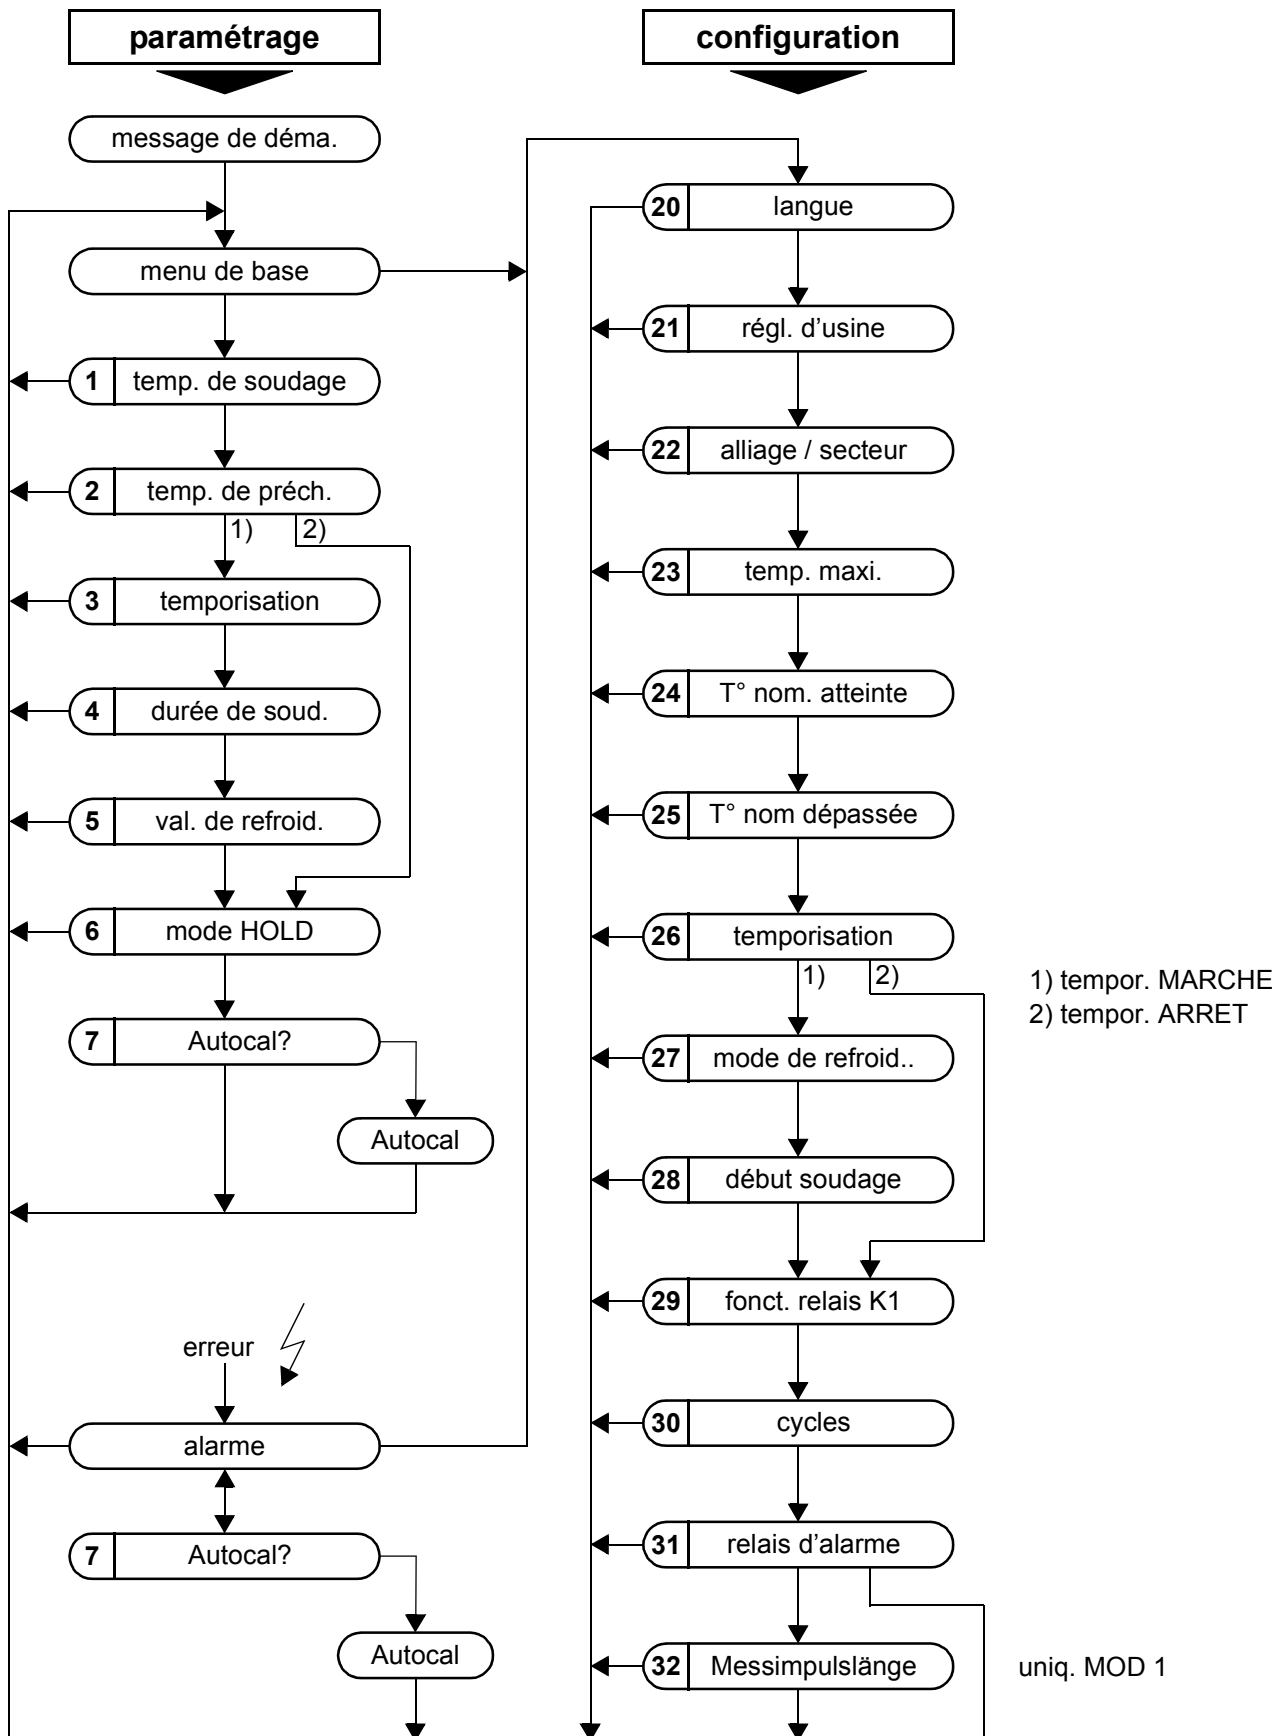 paramétrage
message de déma.
menu de base
1 temp. de soudage
2 temp. de préch.
1) 2)
3 temporisation
4 durée de soud.
5 val. de refroid.
6 mode HOLD
7 Autocal?
Autocal
erreur
alarme
7 Autocal?
Autocal
configuration
20 langue
21 régl. d’usine
22 alliage / secteur
23 temp. maxi.
24 T° nom. atteinte
25 T° nom dépassée
26 temporisation
1) 2)
1) tempor. MARCHE
2) tempor. ARRET
27 mode de refroid..
28 début soudage
29 fonct. relais K1
30 cycles
31 relais d’alarme
32 Messimpulslänge
uniq. MOD 1